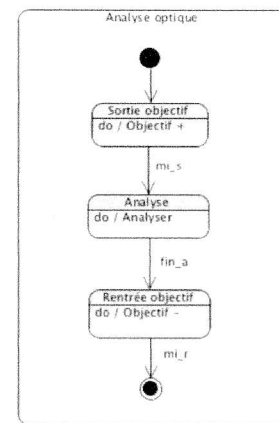 Analyse optique
Sortie objectif
do / Objectif +
mi_s
Analyse
do / Analyser
fin_a
Rentrée objectif
do / Objectif -
mi_r